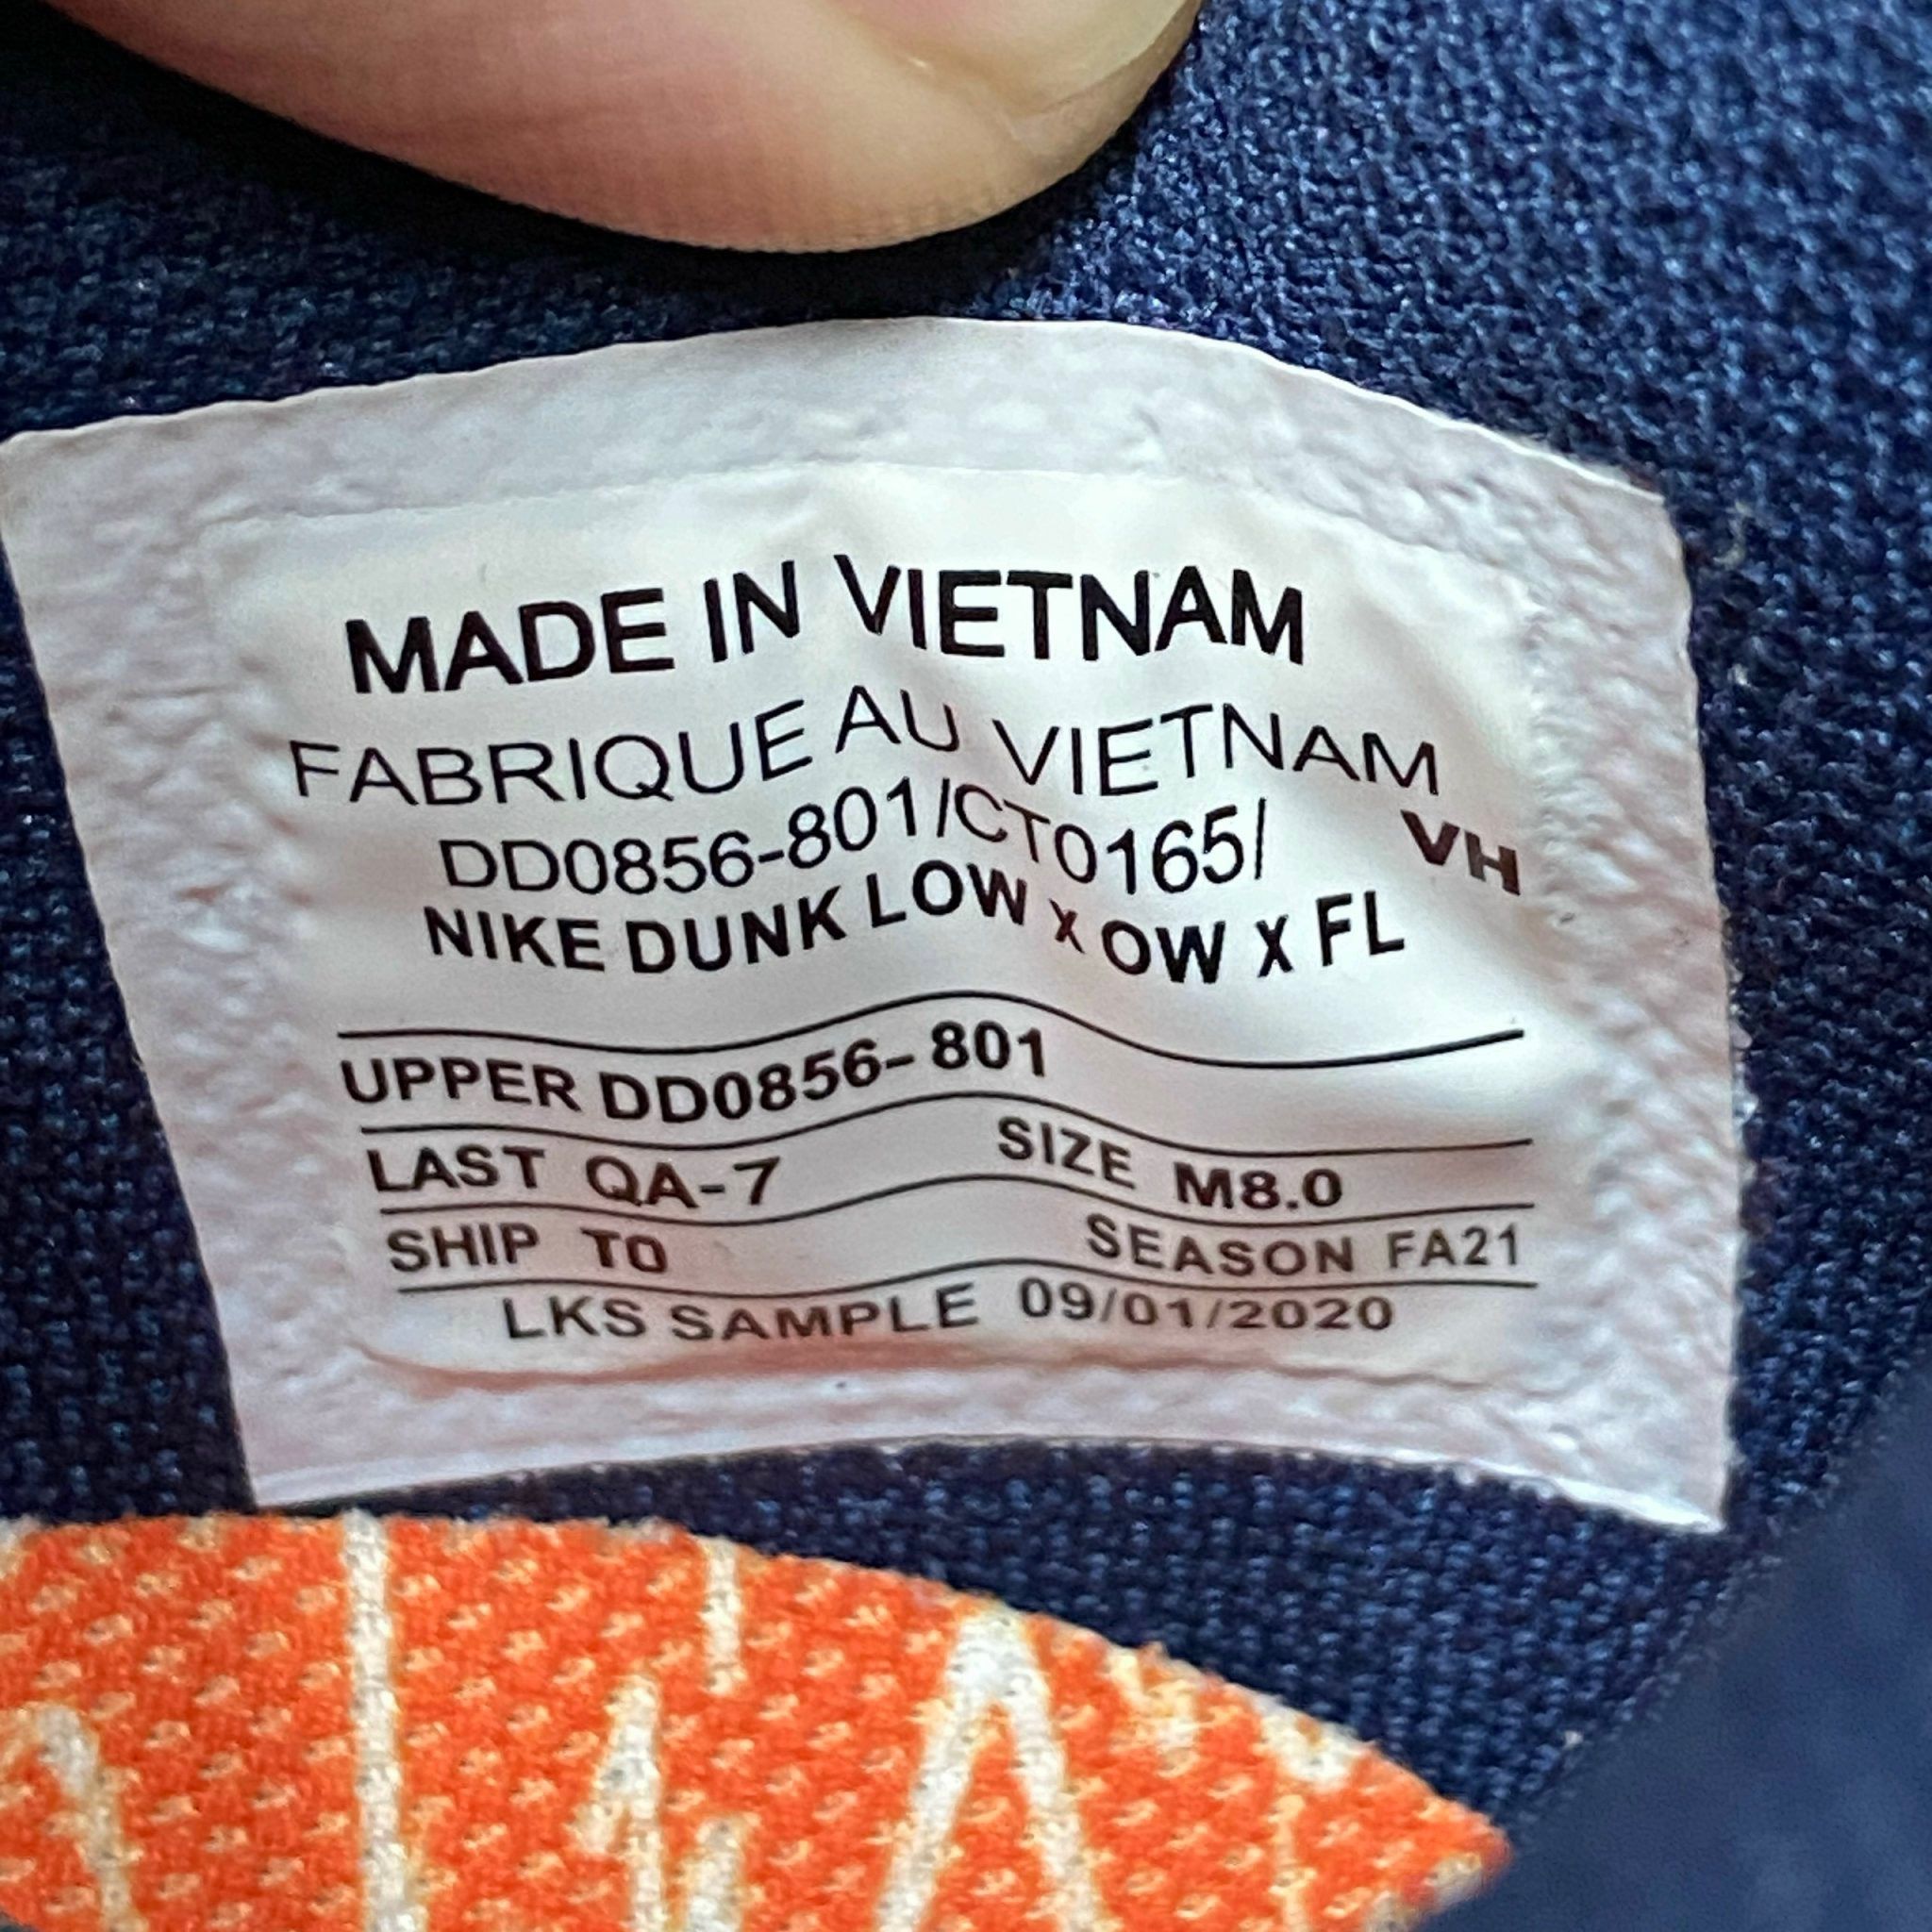 MADE IN VIETNAM
FABRIQUE AU VIETNAM
DD0856-801/CT0165/ VH
NIKE DUNK LOW x OW X FL
UPPER DD0856-801
LAST QA-7 SIZE M8.0
SHIP TO SEASON FA21
LKS SAMPLE 09/01/2020